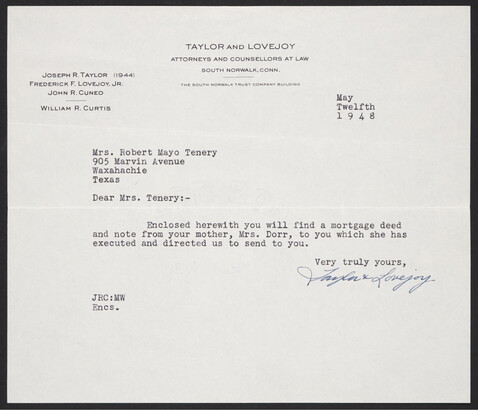 TAYLOR AND LOVEJOY
ATTORNEYS AND COUNSELLORS AT LAW
SOUTH NORWALK, CONN.
THE SOUTH NORWALK TRUST COMPANY BUILDING
JOSEPH R. TAYLOR (1944)
FREDERICK F. LOVEJOY, JR.
JOHN R. CUNEO
WILLIAM R. CURTIS
May
Twelfth
1 9 4 8
Mrs. Robert Mayo Tenery
905 Marvin Avenue
Waxahachie
Texas
Dear Mrs. Tenery:-
Enclosed herewith you will find a mortgage deed
and note from your mother, Mrs. Dorr, to you which she has
executed and directed us to send to you.
Very truly yours,
Taylor & Lovejoy
JRC:MW
Encs.